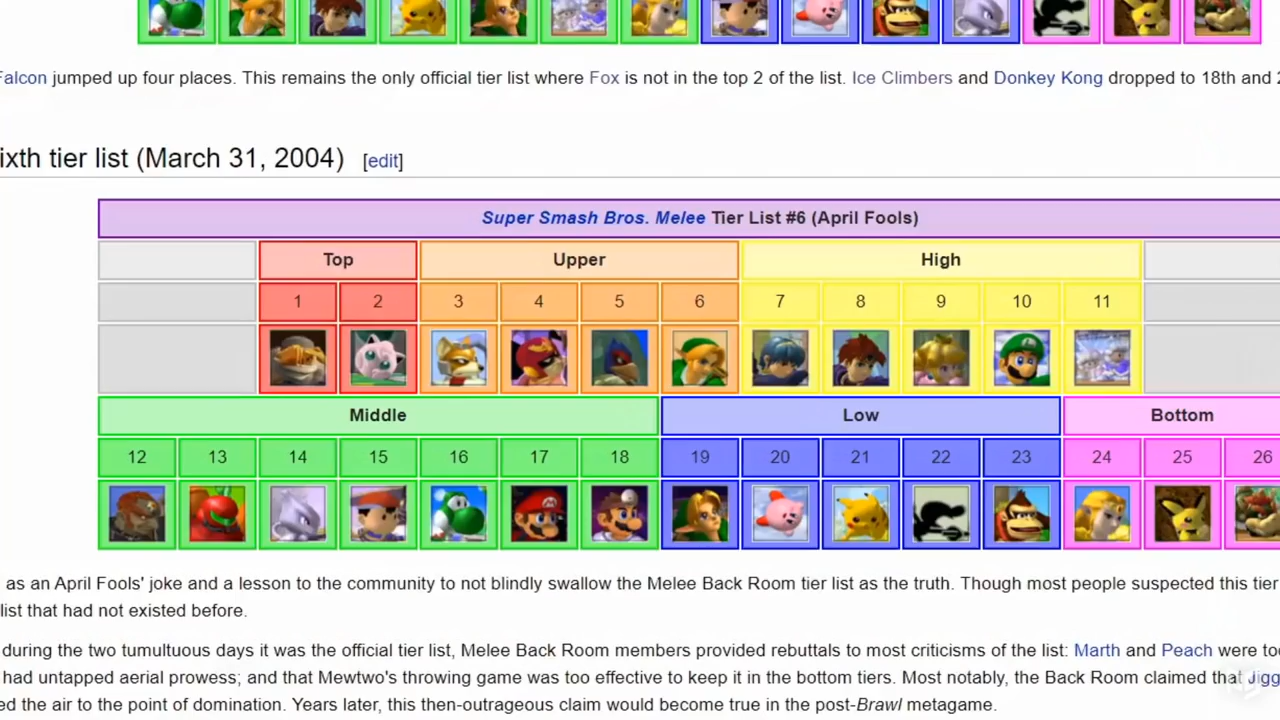 Falcon jumped up four places. This remains the only official tier list where Fox is not in the top 2 of the list. Ice Climbers and Donkey Kong dropped to 18th and 2
ixth tier list (March 31, 2004) [edit]
Super Smash Bros. Melee Tier List #6 (April Fools)
Top Upper High
1 2 3 4 5 6 7 8 9 10 11
Middle Low Bottom
12 13 14 15 16 17 18 19 20 21 22 23 24 25 26
as an April Fools' joke and a lesson to the community to not blindly swallow the Melee Back Room tier list as the truth. Though most people suspected this tier
list that had not existed before.
during the two tumultuous days it was the official tier list, Melee Back Room members provided rebuttals to most criticisms of the list: Marth and Peach were too
had untapped aerial prowess; and that Mewtwo's throwing game was too effective to keep it in the bottom tiers. Most notably, the Back Room claimed that Jigg
ed the air to the point of domination. Years later, this then-outrageous claim would become true in the post-Brawl metagame.